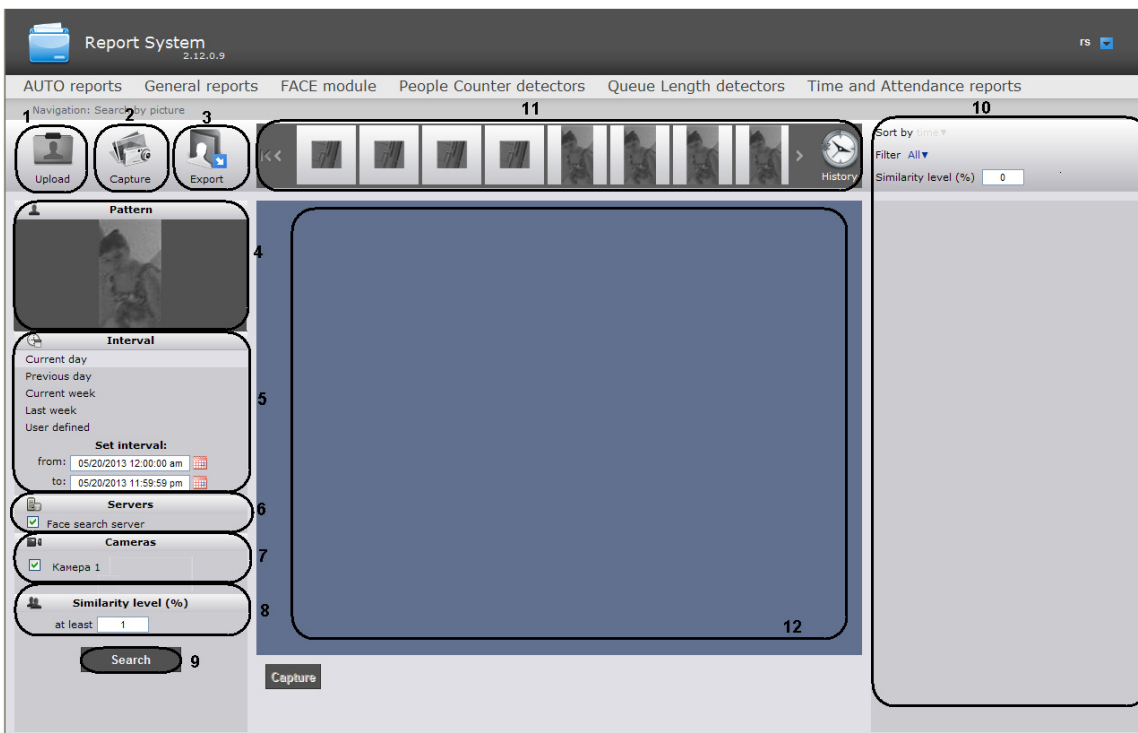 Report System
2.12.0.9
rs
AUTO reports General reports FACE module People Counter detectors Queue Length detectors Time and Attendance reports
Navigation: Search by picture
1
2
3
11
10
Upload
Capture
Export
History
Sort by time
Filter All
Similarity level (%) 0
Pattern
4
Interval
Current day
Previous day
Current week
Last week
User defined
5
Set interval:
from: 05/20/2013 12:00:00 am
to: 05/20/2013 11:59:59 pm
Servers
6
Face search server
Cameras
7
Камера 1
Similarity level (%)
8
at least 1
12
Search
9
Capture